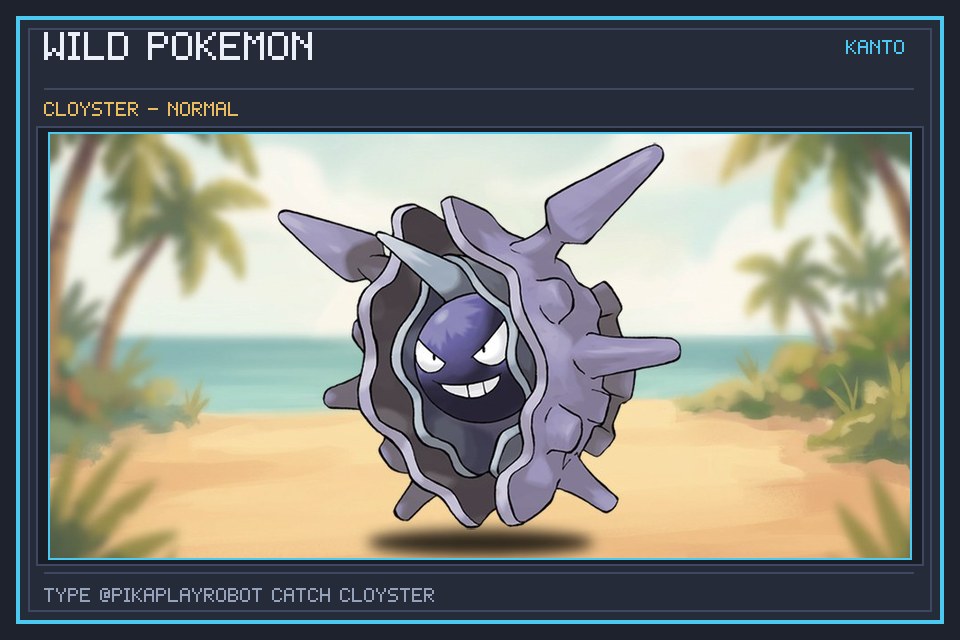 WILD POKEMON
KANTO
CLOYSTER - NORMAL
TYPE @PIKAPLAYROBOT CATCH CLOYSTER